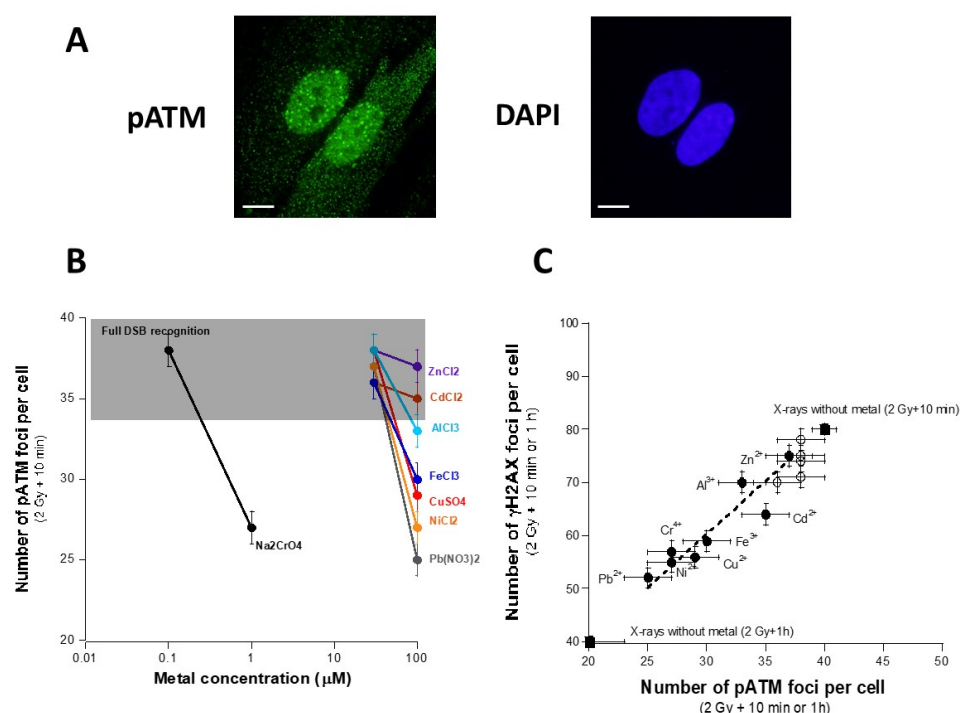 A
pATM
DAPI
B
C
Number of pATM foci per cell
(2 Gy + 10 min)
40
35
30
25
20
Full DSB recognition
ZnCl2
CdCl2
AlCl3
FeCl3
CuSO4
NiCl2
Pb(NO3)2
Na2CrO4
0.01
0.1
1
10
100
Metal concentration (µM)
Number of γH2AX foci per cell
(2 Gy + 10 min or 1 h)
100
90
80
70
60
50
40
X-rays without metal (2 Gy+10 min)
Zn2+
Al3+
Cd2+
Cr4+
Fe3+
Cu2+
Ni2+
Pb2+
X-rays without metal (2 Gy+1h)
20
25
30
35
40
45
50
Number of pATM foci per cell
(2 Gy + 10 min or 1h)